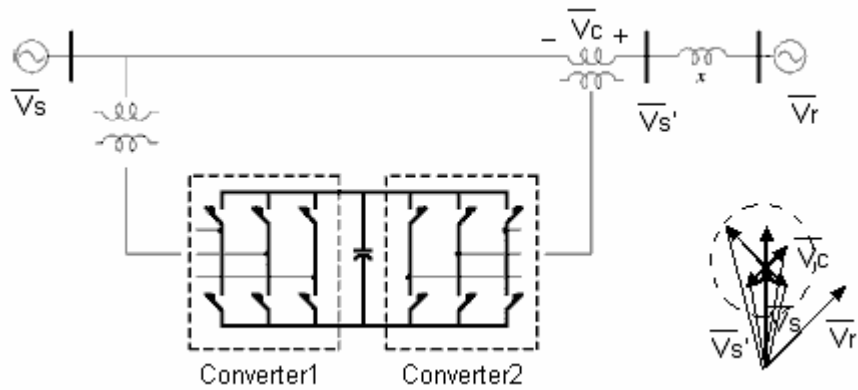 V̅c
− +
V̅s
V̅s'
x
V̅r
V̅c
V̅s
V̅s'
V̅r
Converter1 Converter2